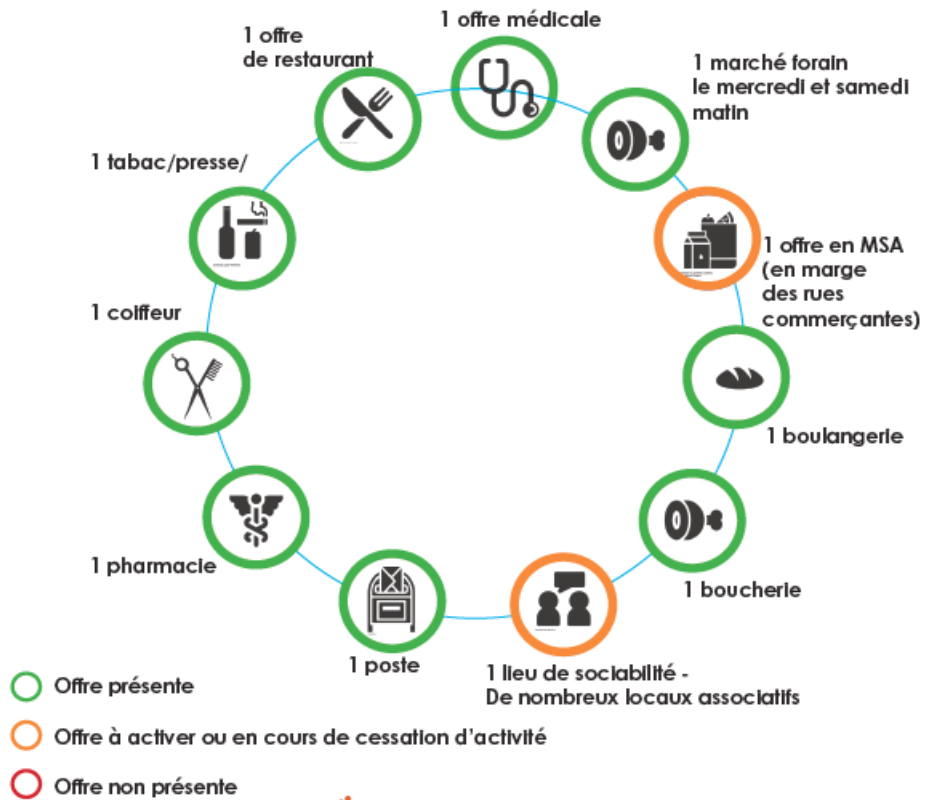 1 offre médicale
1 offre
de restaurant
1 marché forain
le mercredi et samedi
matin
1 tabac/presse/
1 offre en MSA
(en marge
des rues
commerçantes)
1 coiffeur
1 boulangerie
1 pharmacie
1 boucherie
1 poste
1 lieu de sociabilité -
De nombreux locaux associatifs
Offre présente
Offre à activer ou en cours de cessation d'activité
Offre non présente